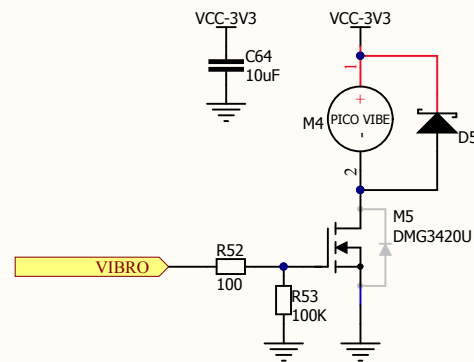 VCC-3V3
VCC-3V3
C64
10uF
1
+
M4
PICO VIBE
-
D5
2
M5
DMG3420U
VIBRO
R52
100
R53
100K